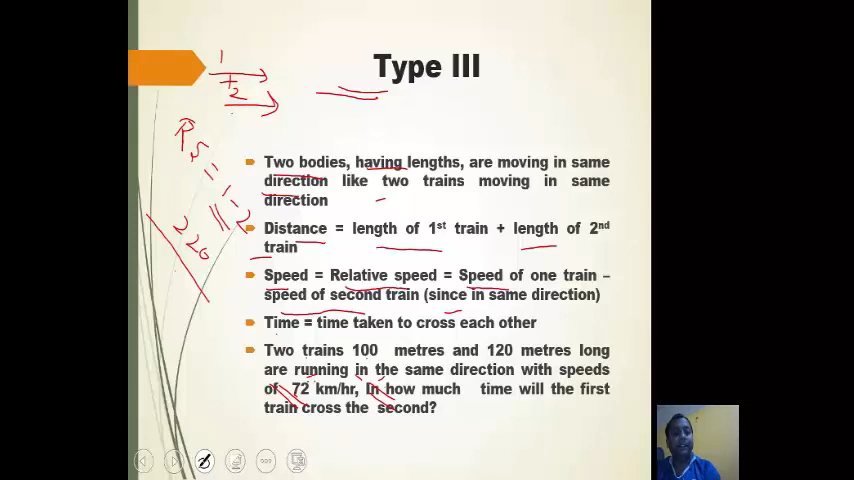 Type III
1
2
Two bodies, having lengths, are moving in same
direction like two trains moving in same
direction
Distance = length of 1st train + length of 2nd
train
Speed = Relative speed = Speed of one train –
speed of second train (since in same direction)
Time = time taken to cross each other
Two trains 100 metres and 120 metres long
are running in the same direction with speeds
of 72 km/hr, In how much time will the first
train cross the second?
220